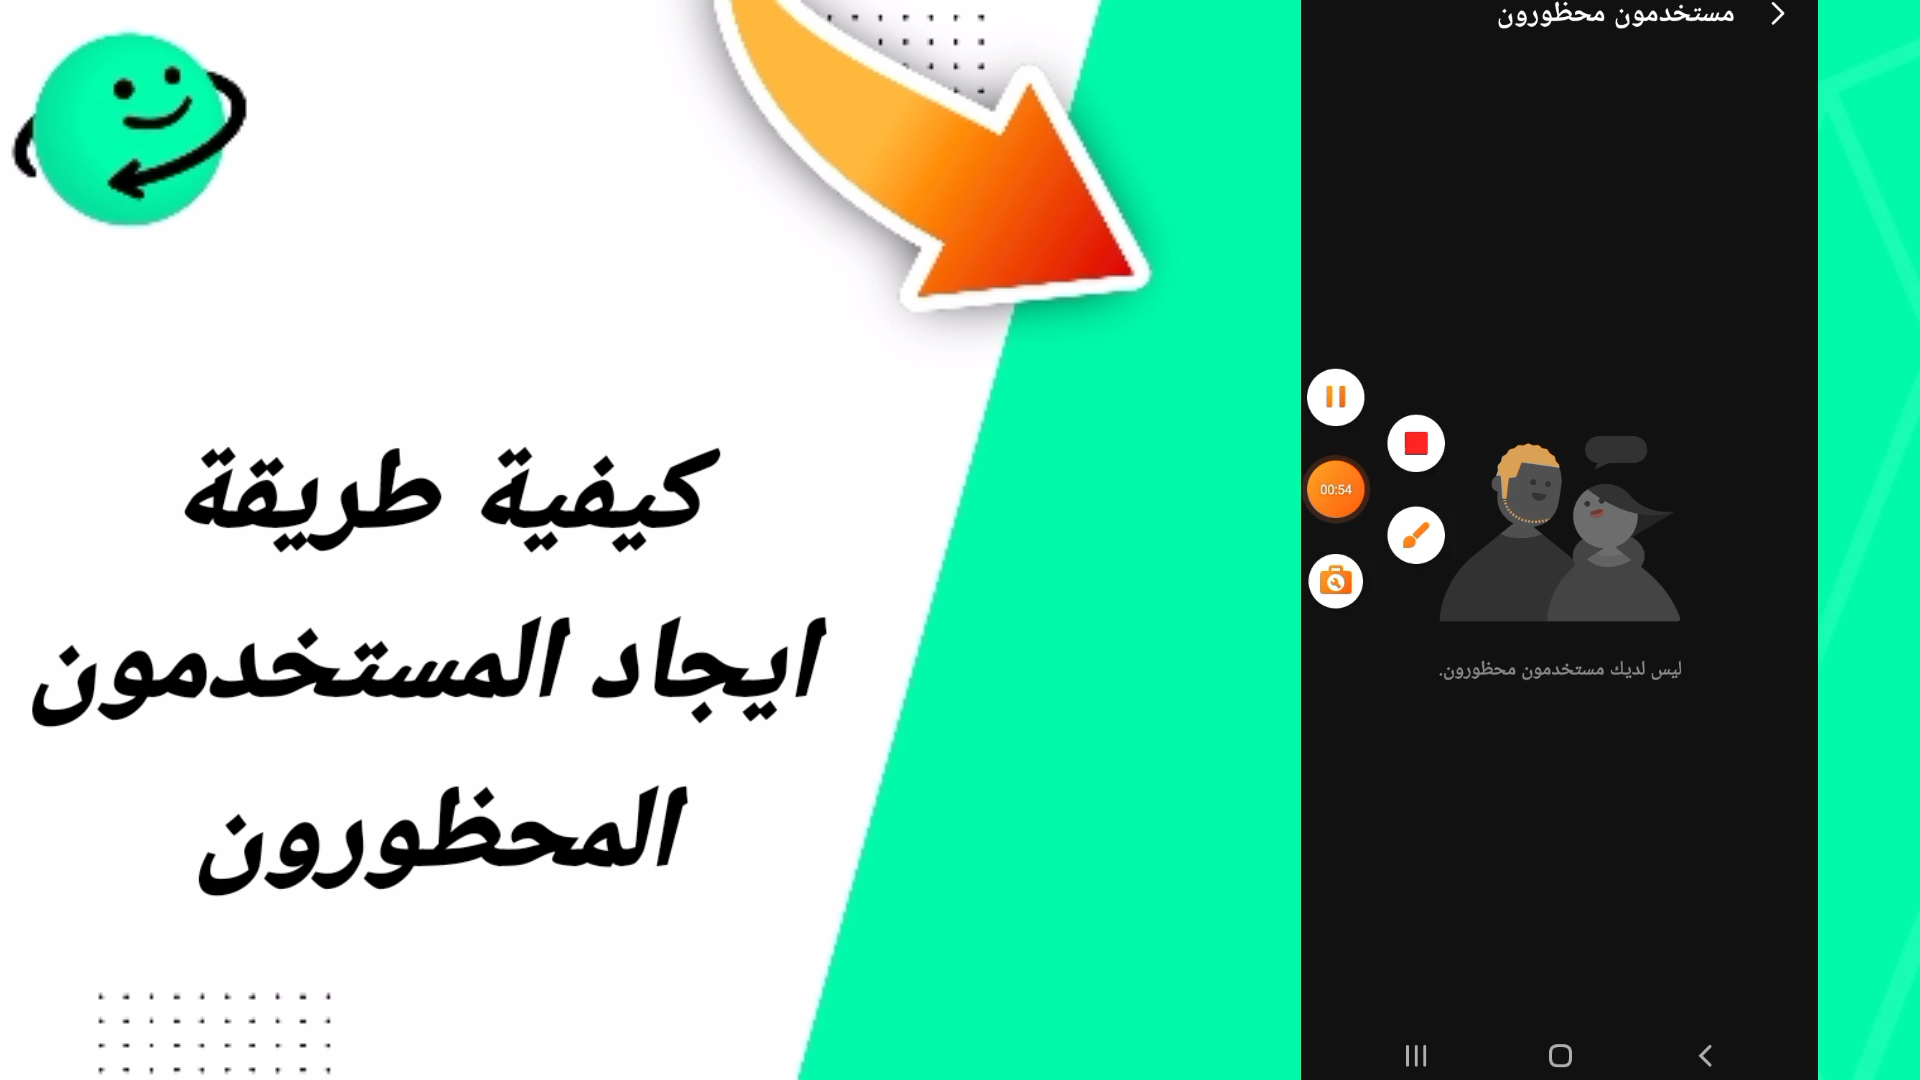 كيفية طريقة
ايجاد المستخدمون
المحظورون
مستخدمون محظورون
00:54
ليس لديك مستخدمون محظورون.